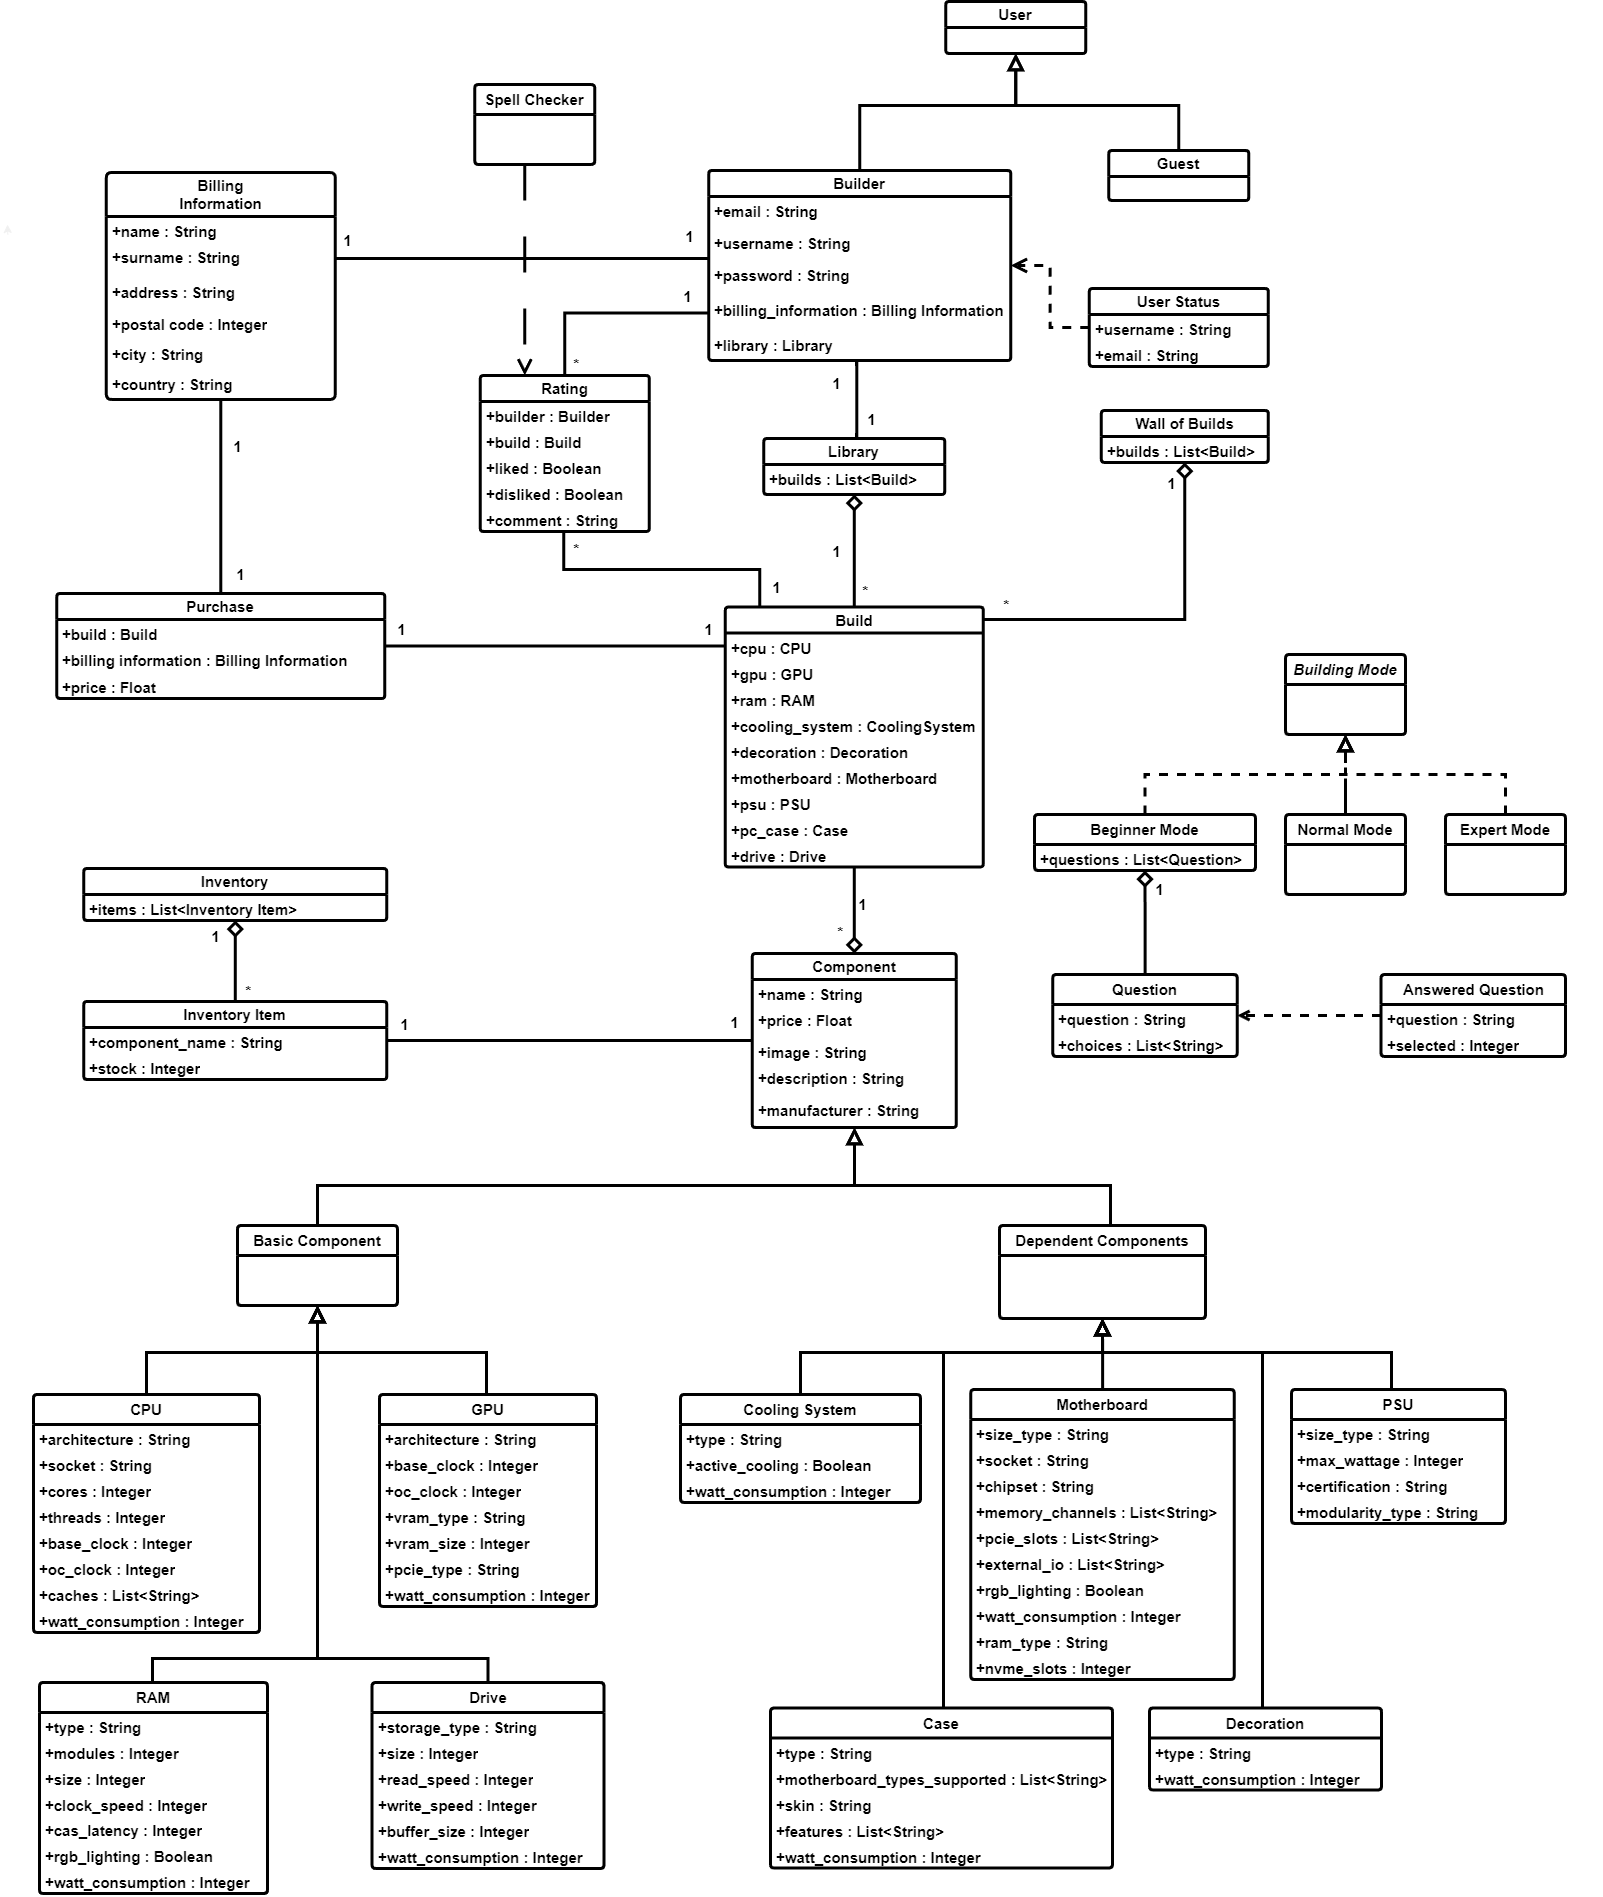 User
Spell Checker
Guest
Billing
Information
+name : String
+surname : String
+address : String
+postal code : Integer
+city : String
+country : String
1
1
Builder
+email : String
+username : String
+password : String
+billing_information : Billing Information
+library : Library
User Status
+username : String
+email : String
1
*
Rating
+builder : Builder
+build : Build
+liked : Boolean
+disliked : Boolean
+comment : String
1
1
Library
+builds : List<Build>
Wall of Builds
+builds : List<Build>
1
1
1
*
1
1
*
*
Purchase
+build : Build
+billing information : Billing Information
+price : Float
1
1
Build
+cpu : CPU
+gpu : GPU
+ram : RAM
+cooling_system : CoolingSystem
+decoration : Decoration
+motherboard : Motherboard
+psu : PSU
+pc_case : Case
+drive : Drive
Building Mode
Beginner Mode
+questions : List<Question>
Normal Mode
Expert Mode
1
Inventory
+items : List<Inventory Item>
1
*
1
*
Inventory Item
+component_name : String
+stock : Integer
1
1
Component
+name : String
+price : Float
+image : String
+description : String
+manufacturer : String
Question
+question : String
+choices : List<String>
Answered Question
+question : String
+selected : Integer
Basic Component
Dependent Components
CPU
+architecture : String
+socket : String
+cores : Integer
+threads : Integer
+base_clock : Integer
+oc_clock : Integer
+caches : List<String>
+watt_consumption : Integer
GPU
+architecture : String
+base_clock : Integer
+oc_clock : Integer
+vram_type : String
+vram_size : Integer
+pcie_type : String
+watt_consumption : Integer
Cooling System
+type : String
+active_cooling : Boolean
+watt_consumption : Integer
Motherboard
+size_type : String
+socket : String
+chipset : String
+memory_channels : List<String>
+pcie_slots : List<String>
+external_io : List<String>
+rgb_lighting : Boolean
+watt_consumption : Integer
+ram_type : String
+nvme_slots : Integer
PSU
+size_type : String
+max_wattage : Integer
+certification : String
+modularity_type : String
RAM
+type : String
+modules : Integer
+size : Integer
+clock_speed : Integer
+cas_latency : Integer
+rgb_lighting : Boolean
+watt_consumption : Integer
Drive
+storage_type : String
+size : Integer
+read_speed : Integer
+write_speed : Integer
+buffer_size : Integer
+watt_consumption : Integer
Case
+type : String
+motherboard_types_supported : List<String>
+skin : String
+features : List<String>
+watt_consumption : Integer
Decoration
+type : String
+watt_consumption : Integer